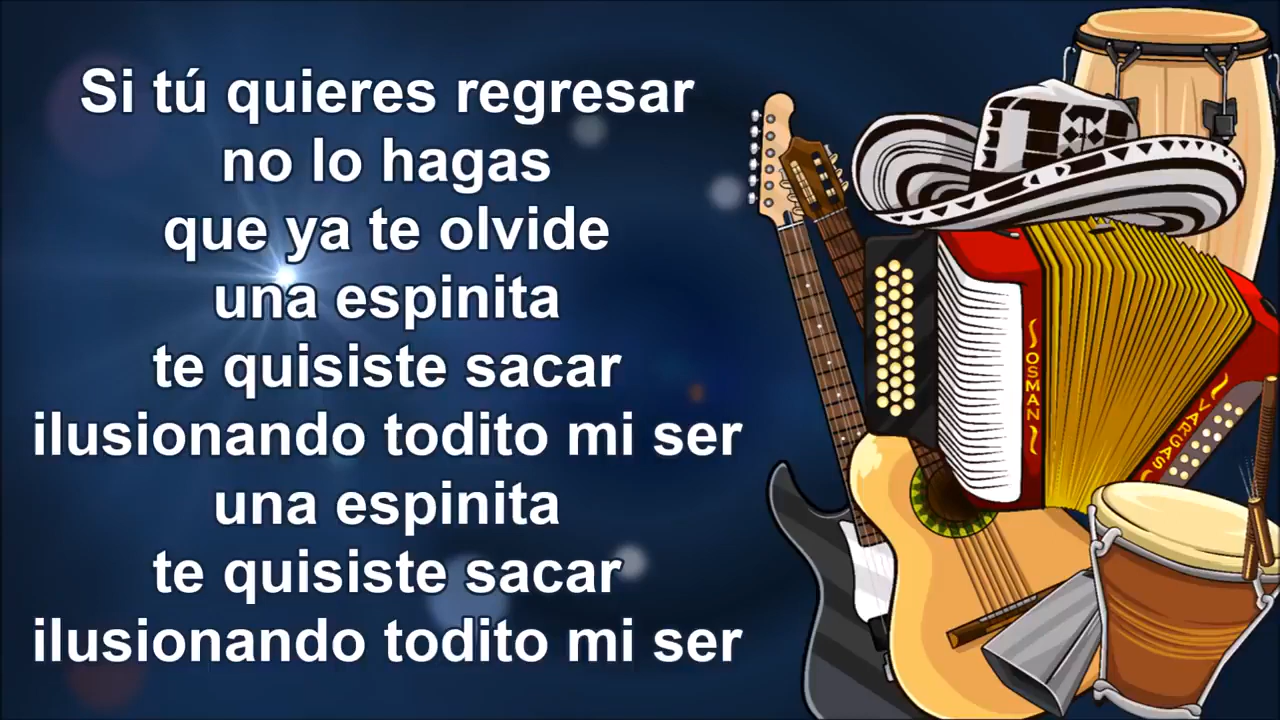 Si tú quieres regresar
no lo hagas
que ya te olvide
una espinita
te quisiste sacar
ilusionando todito mi ser
una espinita
te quisiste sacar
ilusionando todito mi ser
OSMAN
VARGAS